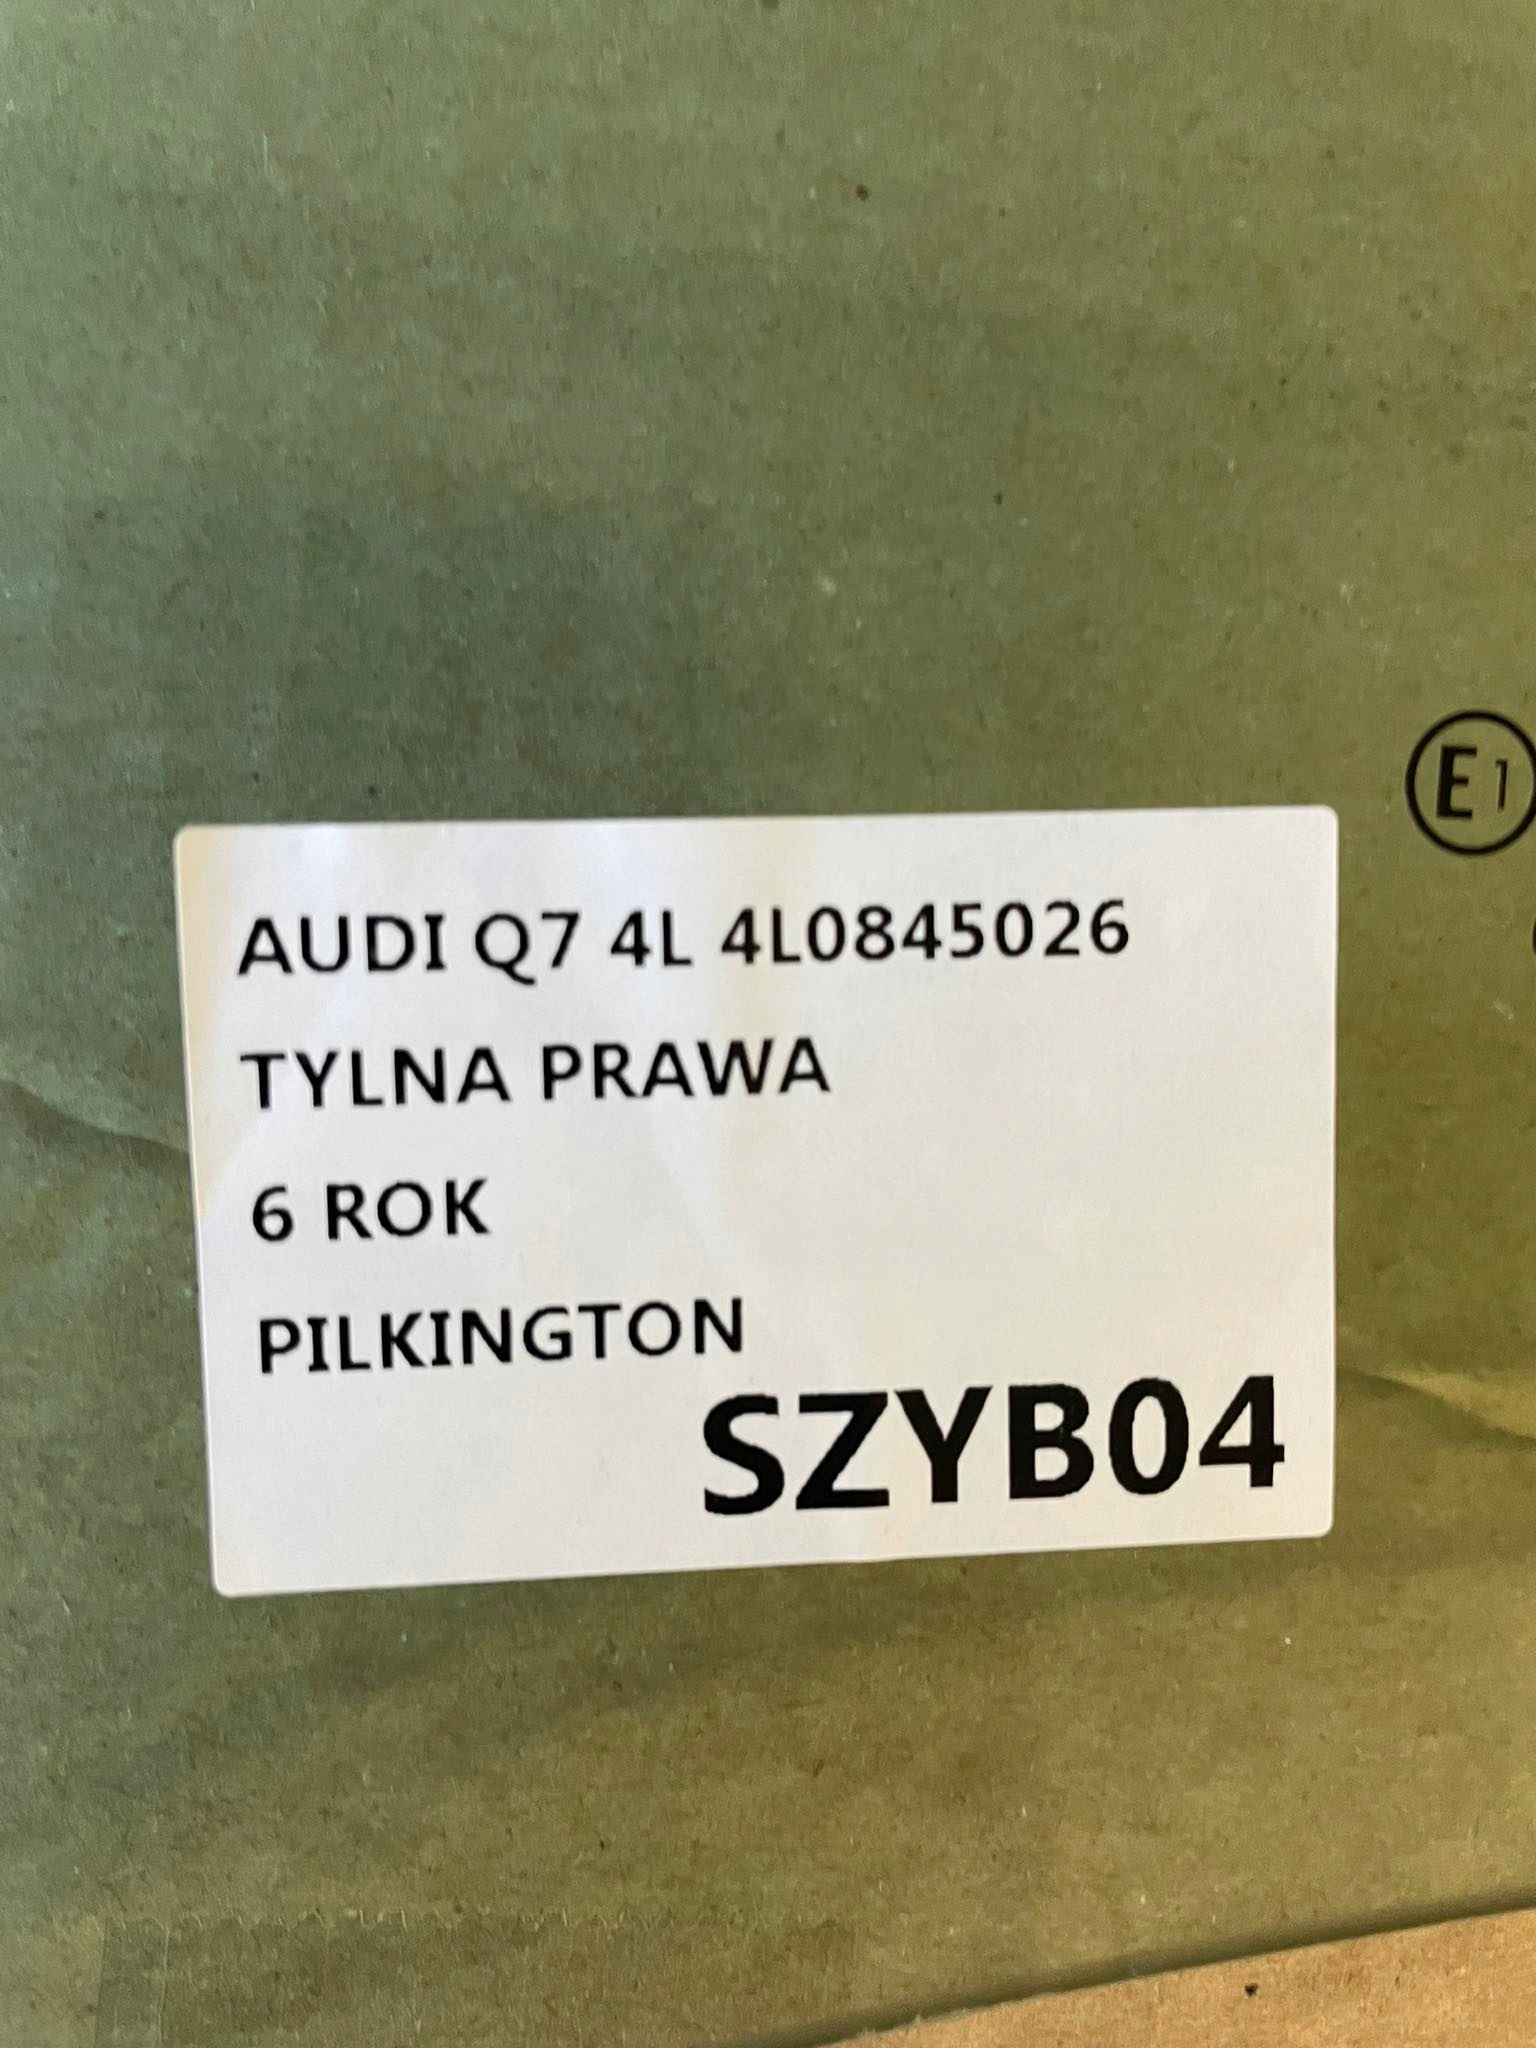 E1
AUDI Q7 4L 4L0845026
TYLNA PRAWA
6 ROK
PILKINGTON
SZYB04